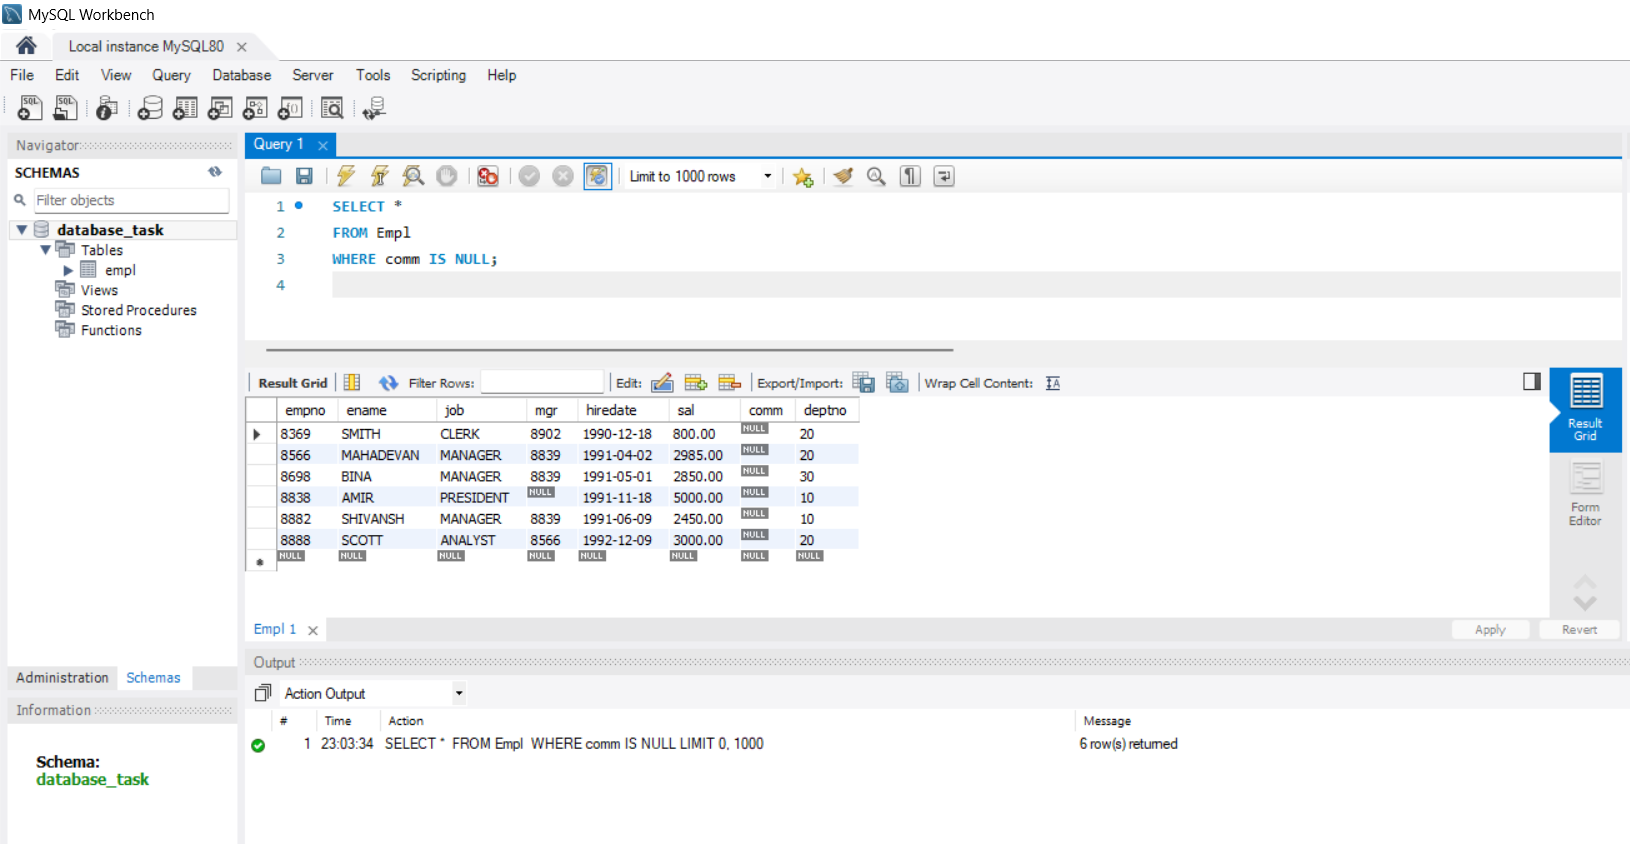 MySQL Workbench
Local instance MySQL80
File Edit View Query Database Server Tools Scripting Help
Navigator
SCHEMAS
Filter objects
database_task
Tables
empl
Views
Stored Procedures
Functions
Administration Schemas
Information
Schema:
database_task
Query 1
Limit to 1000 rows
1 SELECT *
2 FROM Empl
3 WHERE comm IS NULL;
4
Result Grid Filter Rows: Edit: Export/Import: Wrap Cell Content:
empno ename job mgr hiredate sal comm deptno
8369 SMITH CLERK 8902 1990-12-18 800.00 NULL 20
8566 MAHADEVAN MANAGER 8839 1991-04-02 2985.00 NULL 20
8698 BINA MANAGER 8839 1991-05-01 2850.00 NULL 30
8838 AMIR PRESIDENT NULL 1991-11-18 5000.00 NULL 10
8882 SHIVANSH MANAGER 8839 1991-06-09 2450.00 NULL 10
8888 SCOTT ANALYST 8566 1992-12-09 3000.00 NULL 20
NULL NULL NULL NULL NULL NULL NULL NULL
Result
Grid
Form
Editor
Empl 1
Apply Revert
Output
Action Output
# Time Action Message
1 23:03:34 SELECT * FROM Empl WHERE comm IS NULL LIMIT 0, 1000 6 row(s) returned